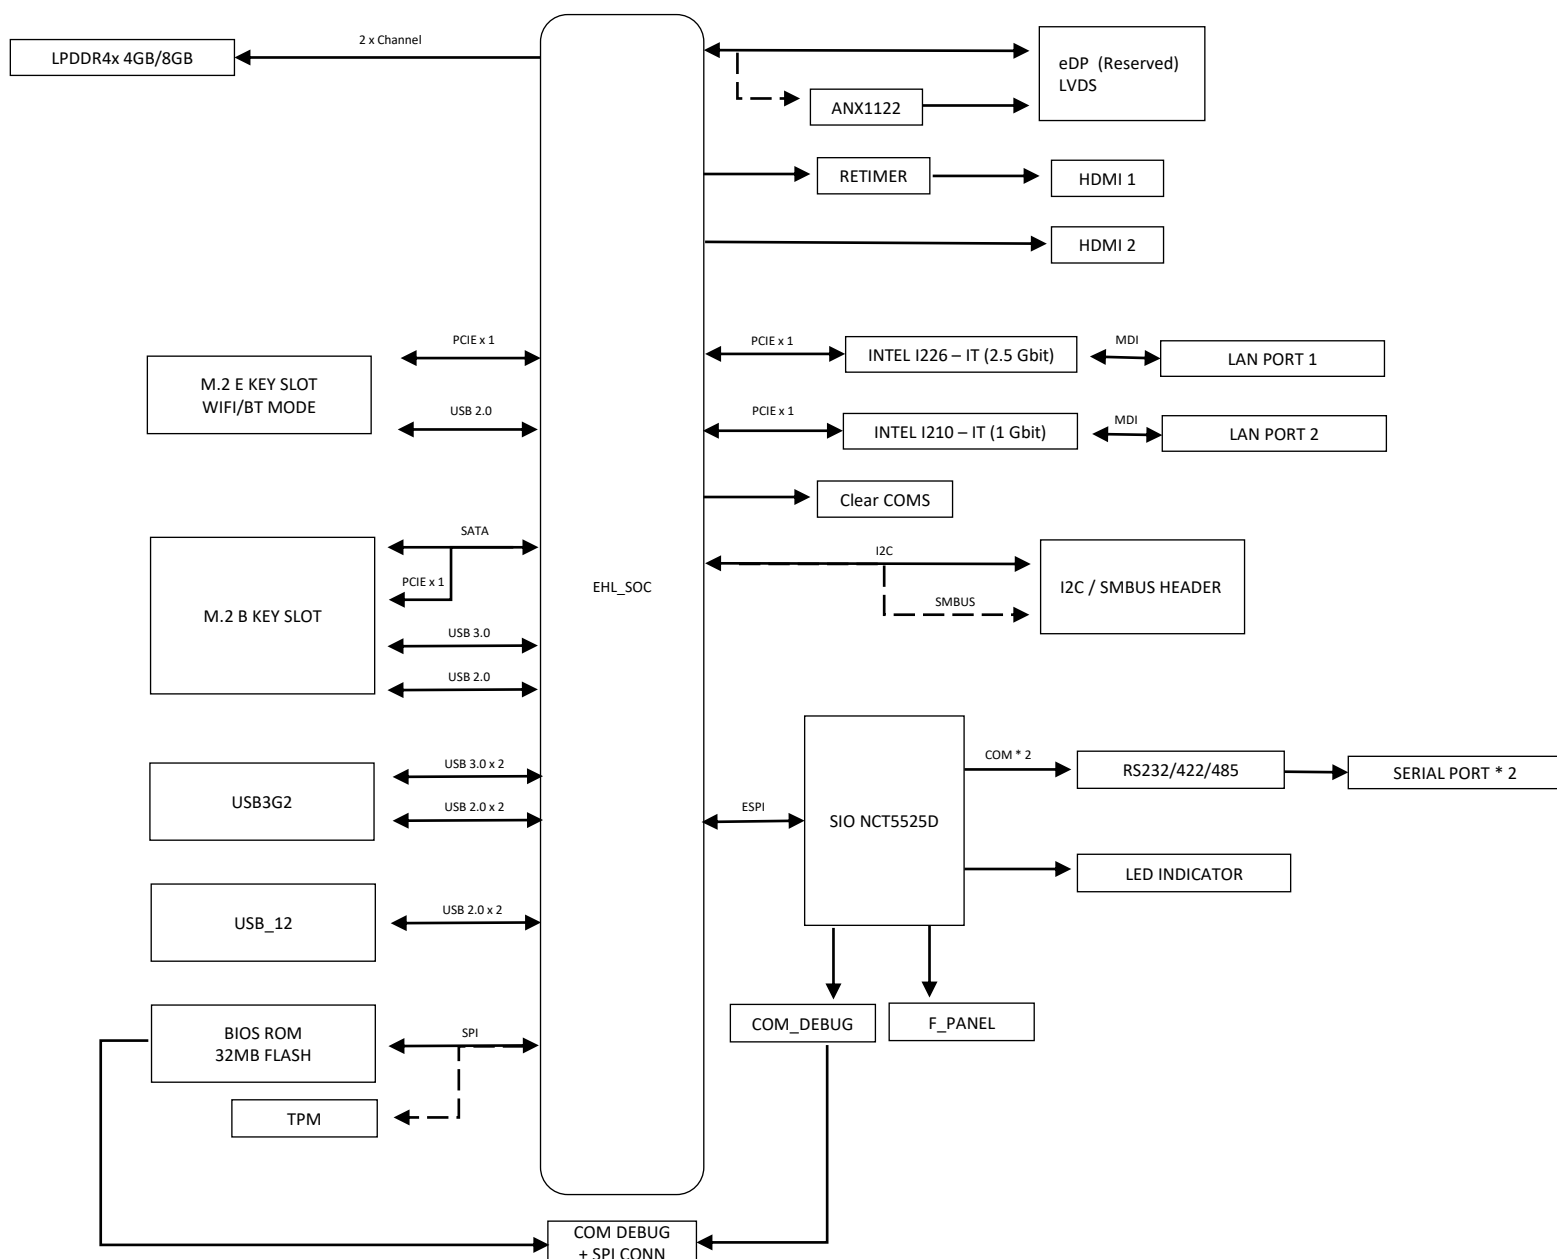 2 x Channel
LPDDR4x 4GB/8GB
eDP  (Reserved)
LVDS
ANX1122
RETIMER
HDMI 1
HDMI 2
PCIE x 1
M.2 E KEY SLOT
WIFI/BT MODE
USB 2.0
PCIE x 1
INTEL I226 – IT (2.5 Gbit)
MDI
LAN PORT 1
PCIE x 1
INTEL I210 – IT (1 Gbit)
MDI
LAN PORT 2
Clear COMS
SATA
PCIE x 1
M.2 B KEY SLOT
USB 3.0
USB 2.0
EHL_SOC
I2C
SMBUS
I2C / SMBUS HEADER
USB 3.0 x 2
USB3G2
USB 2.0 x 2
ESPI
SIO NCT5525D
COM * 2
RS232/422/485
SERIAL PORT * 2
LED INDICATOR
USB_12
USB 2.0 x 2
COM_DEBUG
F_PANEL
BIOS ROM
32MB FLASH
SPI
TPM
COM DEBUG
+ SPI CONN